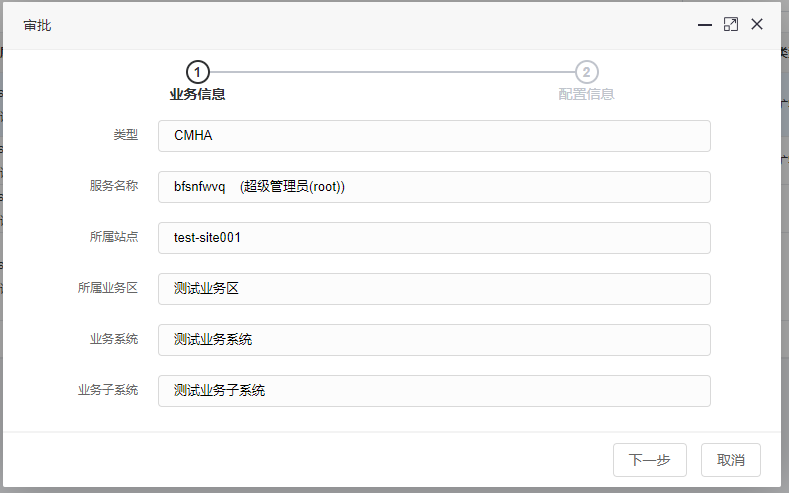 审批
1
2
业务信息
配置信息
类型
CMHA
服务名称
bfsnfwvq (超级管理员(root))
所属站点
test-site001
所属业务区
测试业务区
业务系统
测试业务系统
业务子系统
测试业务子系统
下一步
取消